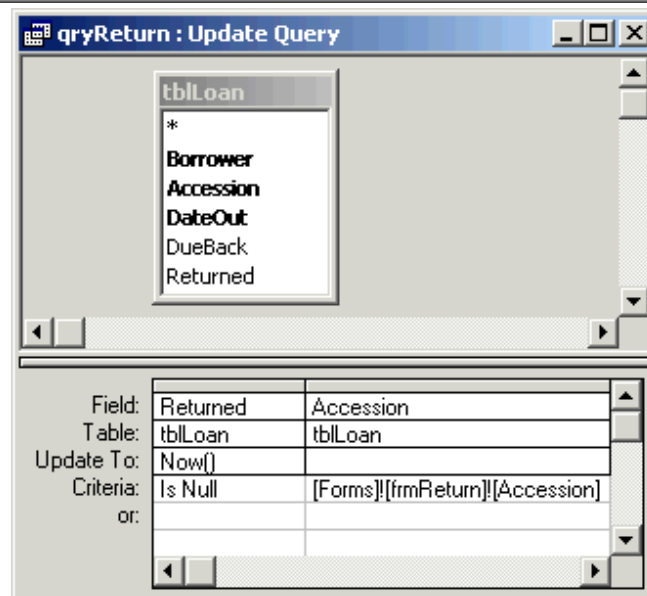 qryReturn : Update Query
tblLoan
*
Borrower
Accession
DateOut
DueBack
Returned
Field: Returned Accession
Table: tblLoan tblLoan
Update To: Now()
Criteria: Is Null [Forms]![frmReturn]![Accession]
or: